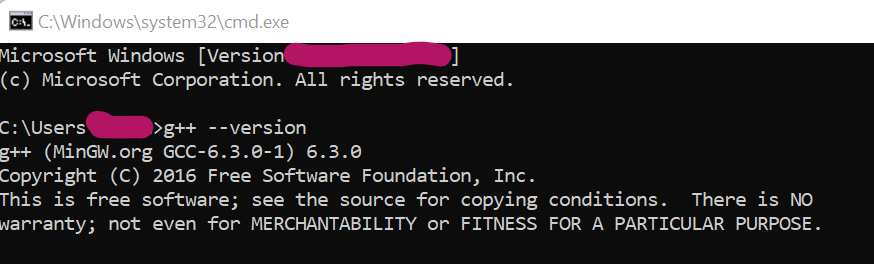 C:\Windows\system32\cmd.exe
Microsoft Windows [Version ]
(c) Microsoft Corporation. All rights reserved.
C:\Users >g++ --version
g++ (MinGW.org GCC-6.3.0-1) 6.3.0
Copyright (C) 2016 Free Software Foundation, Inc.
This is free software; see the source for copying conditions.  There is NO
warranty; not even for MERCHANTABILITY or FITNESS FOR A PARTICULAR PURPOSE.